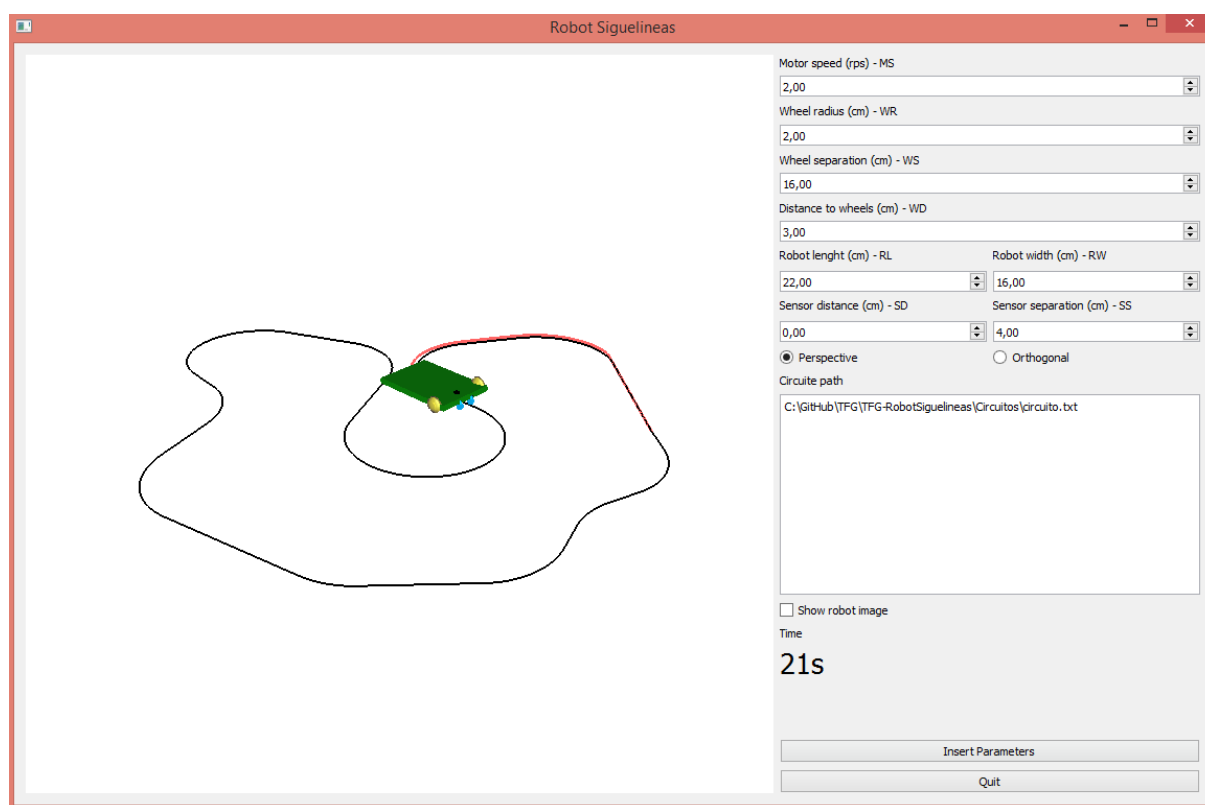 Robot Siguelineas
Motor speed (rps) - MS
2,00
Wheel radius (cm) - WR
2,00
Wheel separation (cm) - WS
16,00
Distance to wheels (cm) - WD
3,00
Robot lenght (cm) - RL Robot width (cm) - RW
22,00 16,00
Sensor distance (cm) - SD Sensor separation (cm) - SS
0,00 4,00
Perspective Orthogonal
Circuite path
C:\GitHub\TFG\TFG-RobotSiguelineas\Circuitos\circuito.txt
Show robot image
Time
21s
Insert Parameters
Quit